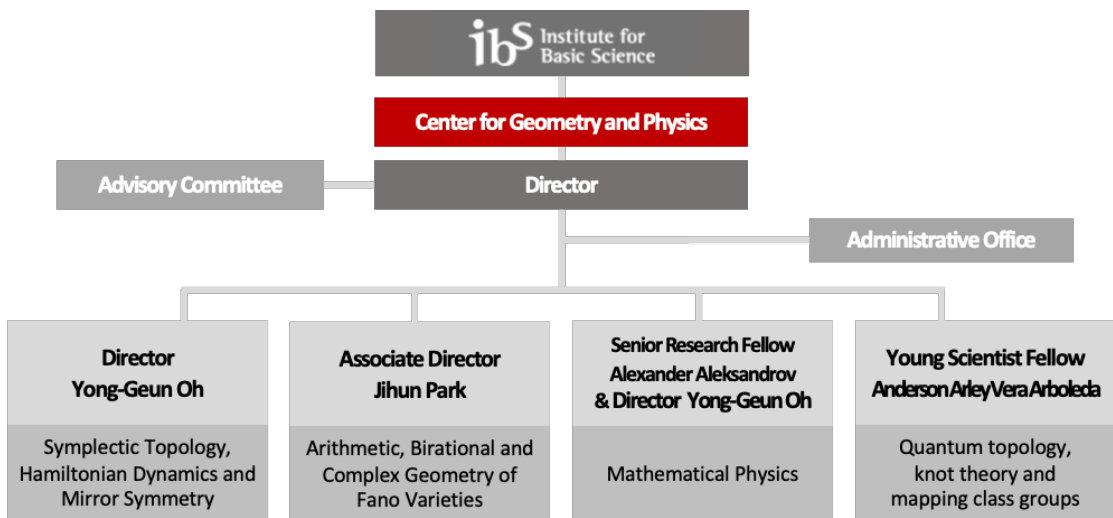 ibS Institute for
Basic Science
Center for Geometry and Physics
Advisory Committee
Director
Administrative Office
Director
Yong-Geun Oh
Symplectic Topology,
Hamiltonian Dynamics and
Mirror Symmetry
Associate Director
Jihun Park
Arithmetic, Birational and
Complex Geometry of
Fano Varieties
Senior Research Fellow
Alexander Aleksandrov
& Director Yong-Geun Oh
Mathematical Physics
Young Scientist Fellow
Anderson Arley Vera Arboleda
Quantum topology,
knot theory and
mapping class groups